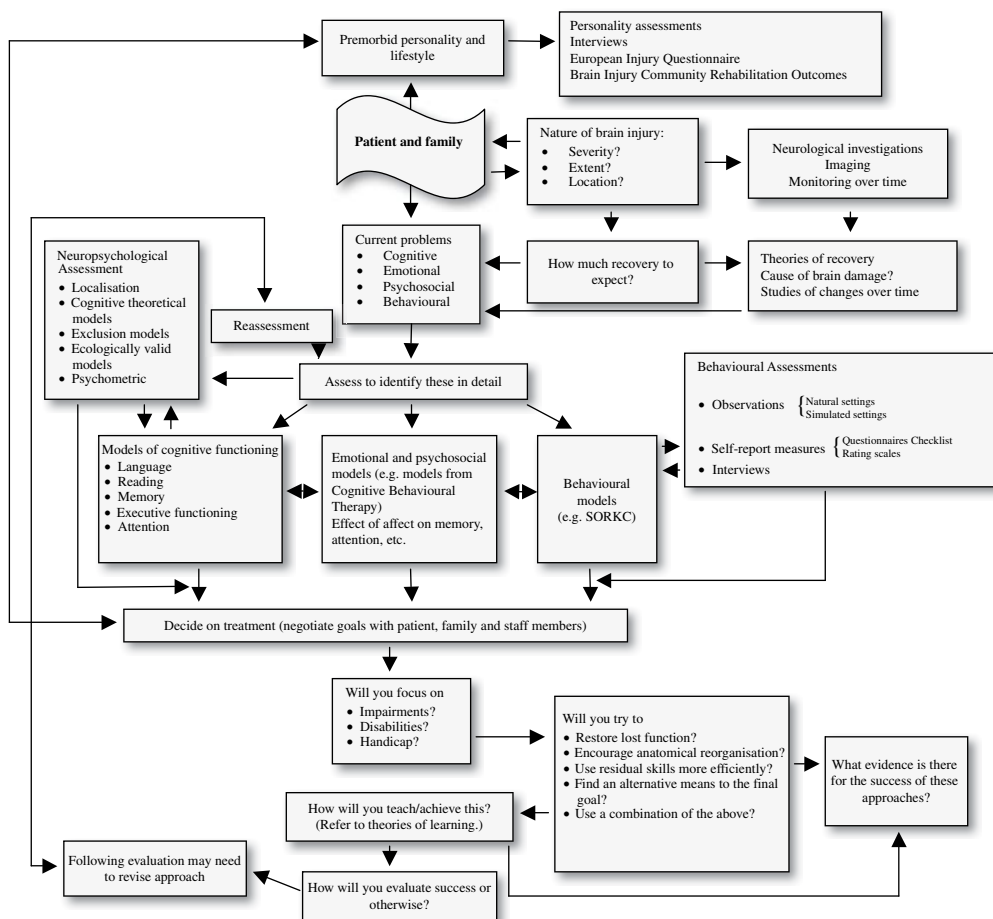 Premorbid personality and
lifestyle
Personality assessments
Interviews
European Injury Questionnaire
Brain Injury Community Rehabilitation Outcomes
Patient and family
Nature of brain injury:
• Severity?
• Extent?
• Location?
Neurological investigations
Imaging
Monitoring over time
Neuropsychological
Assessment
• Localisation
• Cognitive theoretical
models
• Exclusion models
• Ecologically valid
models
• Psychometric
Reassessment
Current problems
• Cognitive
• Emotional
• Psychosocial
• Behavioural
How much recovery to
expect?
Theories of recovery
Cause of brain damage?
Studies of changes over time
Assess to identify these in detail
Behavioural Assessments
• Observations
{ Natural settings
Simulated settings
• Self-report measures
{ Questionnaires Checklist
Rating scales
• Interviews
Models of cognitive functioning
• Language
• Reading
• Memory
• Executive functioning
• Attention
Emotional and psychosocial
models (e.g. models from
Cognitive Behavioural
Therapy)
Effect of affect on memory,
attention, etc.
Behavioural
models
(e.g. SORKC)
Decide on treatment (negotiate goals with patient, family and staff members)
Will you focus on
• Impairments?
• Disabilities?
• Handicap?
Will you try to
• Restore lost function?
• Encourage anatomical reorganisation?
• Use residual skills more efficiently?
• Find an alternative means to the final
goal?
• Use a combination of the above?
What evidence is there
for the success of these
approaches?
How will you teach/achieve this?
(Refer to theories of learning.)
Following evaluation may need
to revise approach
How will you evaluate success or
otherwise?